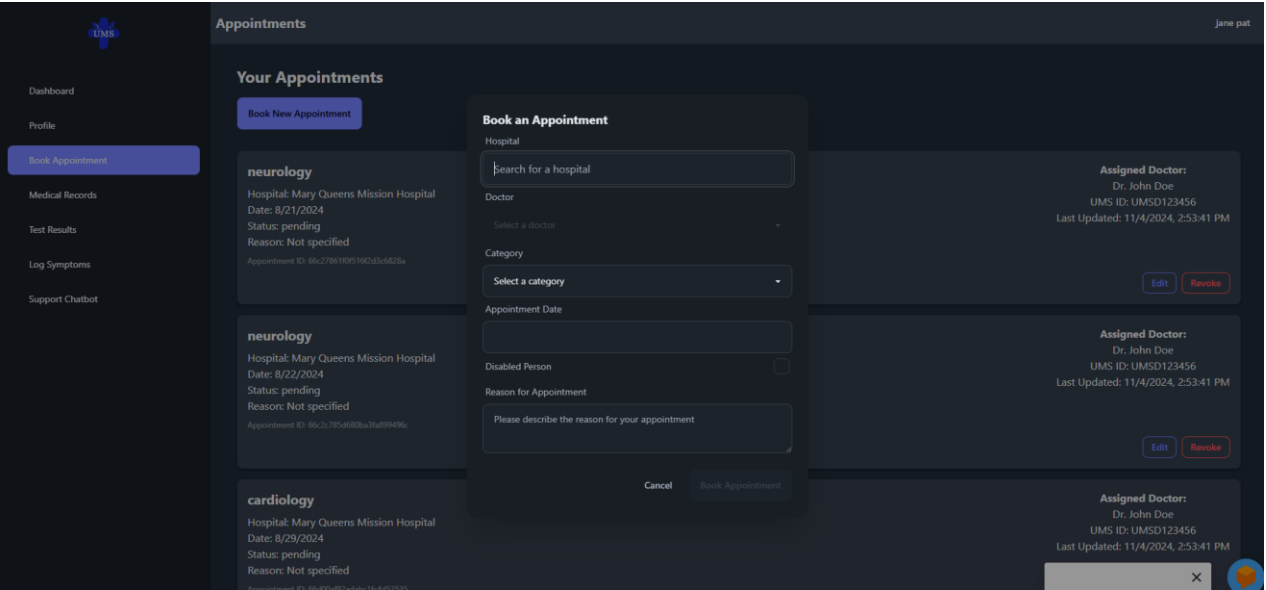 UMS
Appointments
jane pat
Dashboard
Profile
Book Appointment
Medical Records
Test Results
Log Symptoms
Support Chatbot
Your Appointments
Book New Appointment
neurology
Hospital: Mary Queens Mission Hospital
Date: 8/21/2024
Status: pending
Reason: Not specified
Assigned Doctor:
Dr. John Doe
UMS ID: UMSD123456
Last Updated: 11/4/2024, 2:53:41 PM
Edit
Revoke
neurology
Hospital: Mary Queens Mission Hospital
Date: 8/22/2024
Status: pending
Reason: Not specified
Assigned Doctor:
Dr. John Doe
UMS ID: UMSD123456
Last Updated: 11/4/2024, 2:53:41 PM
Edit
Revoke
cardiology
Hospital: Mary Queens Mission Hospital
Date: 8/29/2024
Status: pending
Reason: Not specified
Assigned Doctor:
Dr. John Doe
UMS ID: UMSD123456
Last Updated: 11/4/2024, 2:53:41 PM
Book an Appointment
Hospital
Search for a hospital
Doctor
Select a doctor
Category
Select a category
Appointment Date
Disabled Person
Reason for Appointment
Please describe the reason for your appointment
Cancel
Book Appointment